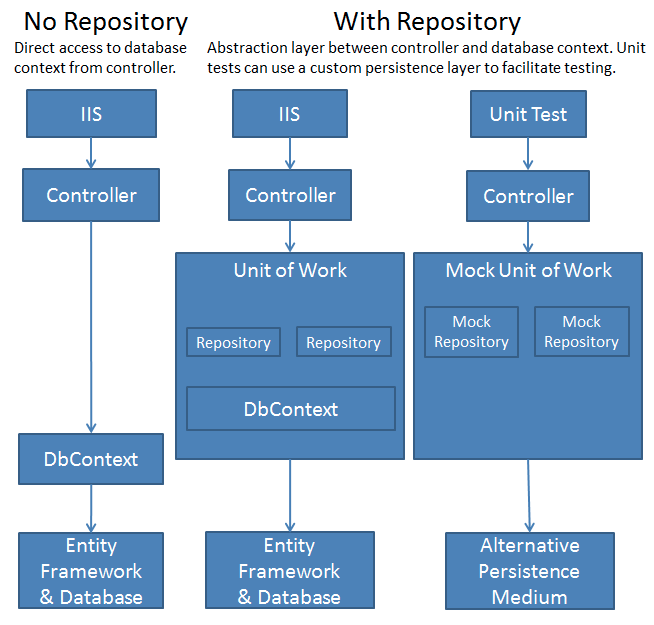 No Repository
Direct access to database
context from controller.
IIS
Controller
DbContext
Entity
Framework
& Database
With Repository
Abstraction layer between controller and database context. Unit
tests can use a custom persistence layer to facilitate testing.
IIS
Controller
Unit of Work
Repository
Repository
DbContext
Entity
Framework
& Database
Unit Test
Controller
Mock Unit of Work
Mock
Repository
Mock
Repository
Alternative
Persistence
Medium